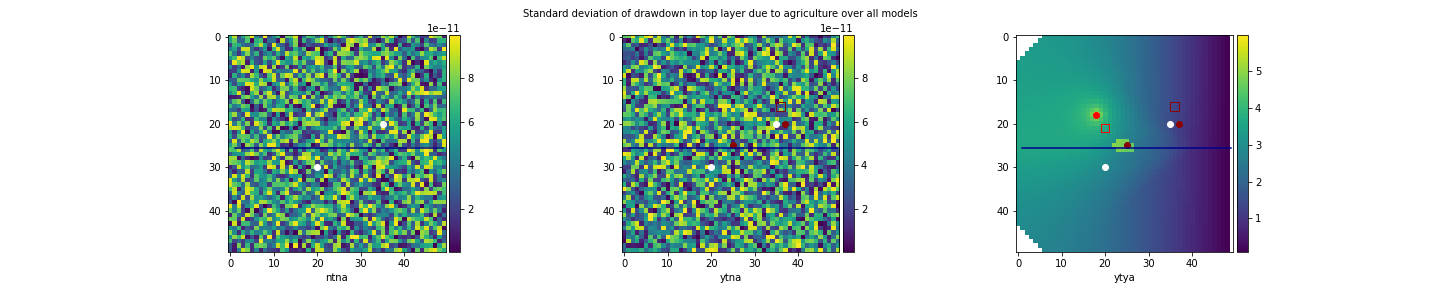 Standard deviation of drawdown in top layer due to agriculture over all models
1e−11 1e−11
0 0 0
10 10 10
20 20 20
30 30 30
40 40 40
8 8 5
6 6 4
4 4 3
2 2 2
1
0 10 20 30 40 0 10 20 30 40 0 10 20 30 40
ntna ytna ytya